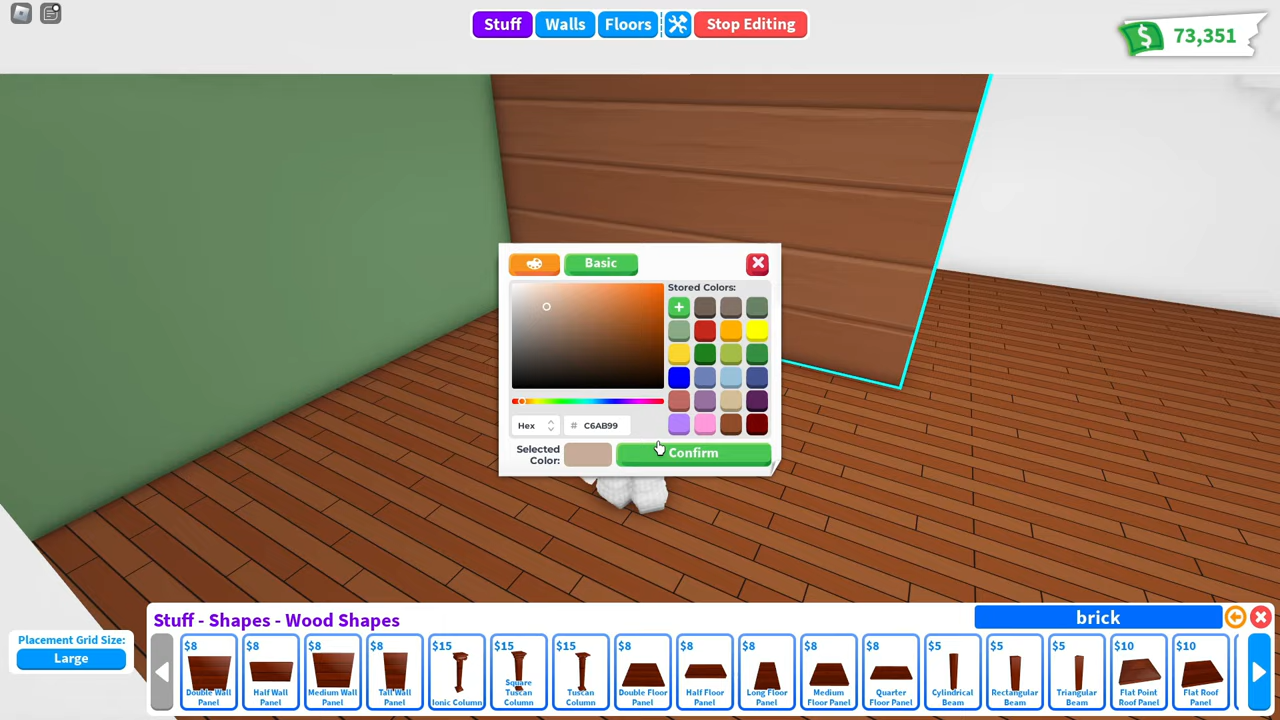 Stuff
Walls
Floors
Stop Editing
$
73,351
Basic
Stored Colors:
+
Hex
# C6AB99
Selected
Color:
Confirm
Placement Grid Size:
Large
Stuff - Shapes - Wood Shapes
brick
$8
Double Wall
Panel
$8
Half Wall
Panel
$8
Medium Wall
Panel
$8
Tall Wall
Panel
$15
Ionic Column
$15
Square
Tuscan
Column
$15
Tuscan
Column
$8
Double Floor
Panel
$8
Half Floor
Panel
$8
Long Floor
Panel
$8
Medium
Floor Panel
$8
Quarter
Floor Panel
$5
Cylindrical
Beam
$5
Rectangular
Beam
$5
Triangular
Beam
$10
Flat Point
Roof Panel
$10
Flat Roof
Panel